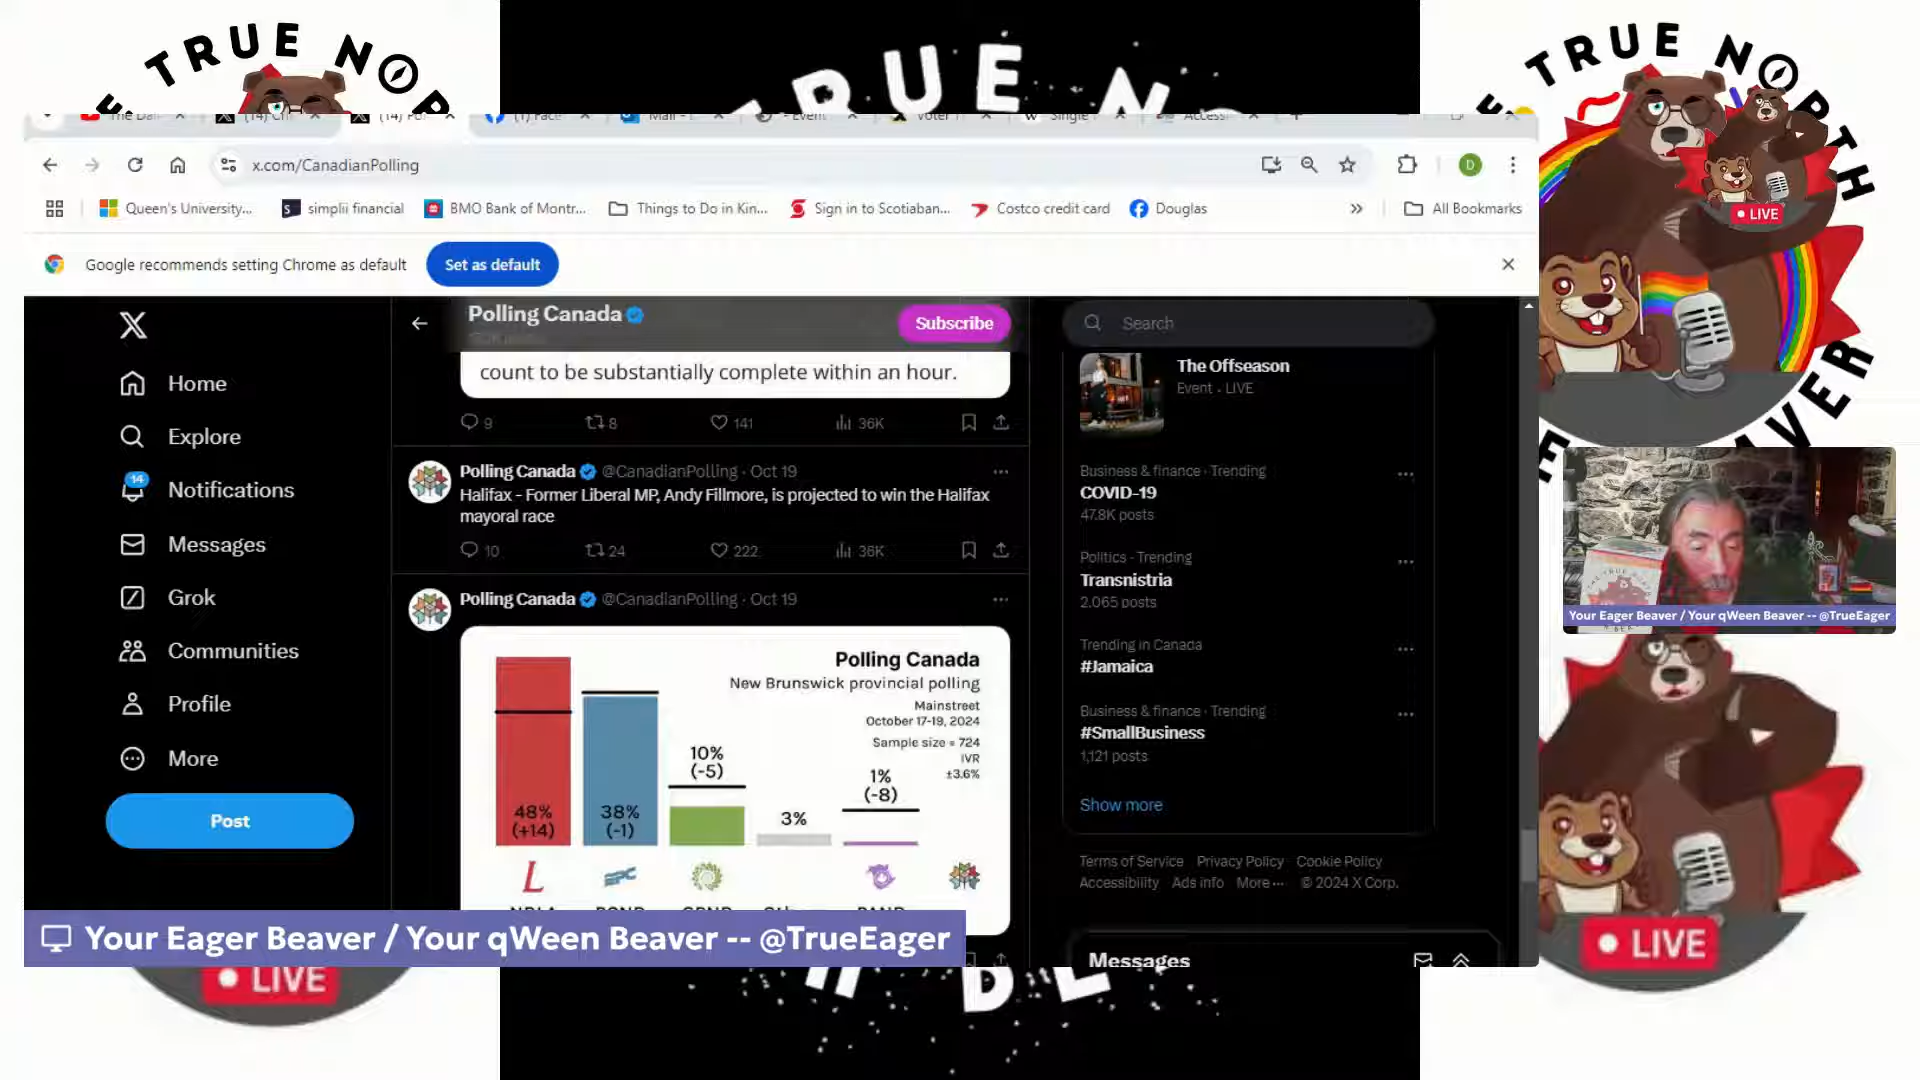 TRUE NOR
TRUE N
TRUE NORTH
x.com/CanadianPolling
D
Queen's University...
simplii financial
BMO Bank of Montr...
Things to Do in Kin...
Sign in to Scotiaban...
Costco credit card
Douglas
»
All Bookmarks
LIVE
Google recommends setting Chrome as default
Set as default
Polling Canada
Subscribe
Search
count to be substantially complete within an hour.
9
8
141
36K
The Offseason
Event · LIVE
Home
Explore
14
Notifications
Messages
Grok
Communities
Profile
More
Post
Polling Canada @CanadianPolling · Oct 19
Halifax - Former Liberal MP, Andy Fillmore, is projected to win the Halifax
mayoral race
10
24
222
36K
Polling Canada @CanadianPolling · Oct 19
Polling Canada
New Brunswick provincial polling
Mainstreet
October 17-19, 2024
Sample size = 724
IVR
±3.6%
48%
(+14)
38%
(-1)
10%
(-5)
3%
1%
(-8)
Business & finance · Trending
COVID-19
47.8K posts
Politics · Trending
Transnistria
2,065 posts
Trending in Canada
#Jamaica
Business & finance · Trending
#SmallBusiness
1,121 posts
Show more
Terms of Service Privacy Policy Cookie Policy
Accessibility Ads info More ··· © 2024 X Corp.
Messages
Your Eager Beaver / Your qWeen Beaver -- @TrueEager
Your Eager Beaver / Your qWeen Beaver -- @TrueEager
LIVE
LIVE